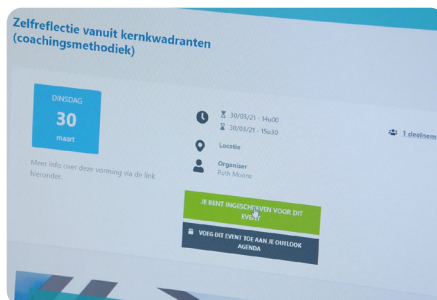 Zelfreflectie vanuit kernkwadranten
(coachingsmethodiek)
DINSDAG
30
maart
Meer info over deze vorming via de link
hieronder.
30/03/21 - 14u00
30/03/21 - 15u30
Locatie
Organiser
Ruth
1 deelnem
JE BENT INGESCHREVEN VOOR DIT
EVENT
VOEG DIT EVENT TOE AAN JE OUTLOOK
AGENDA